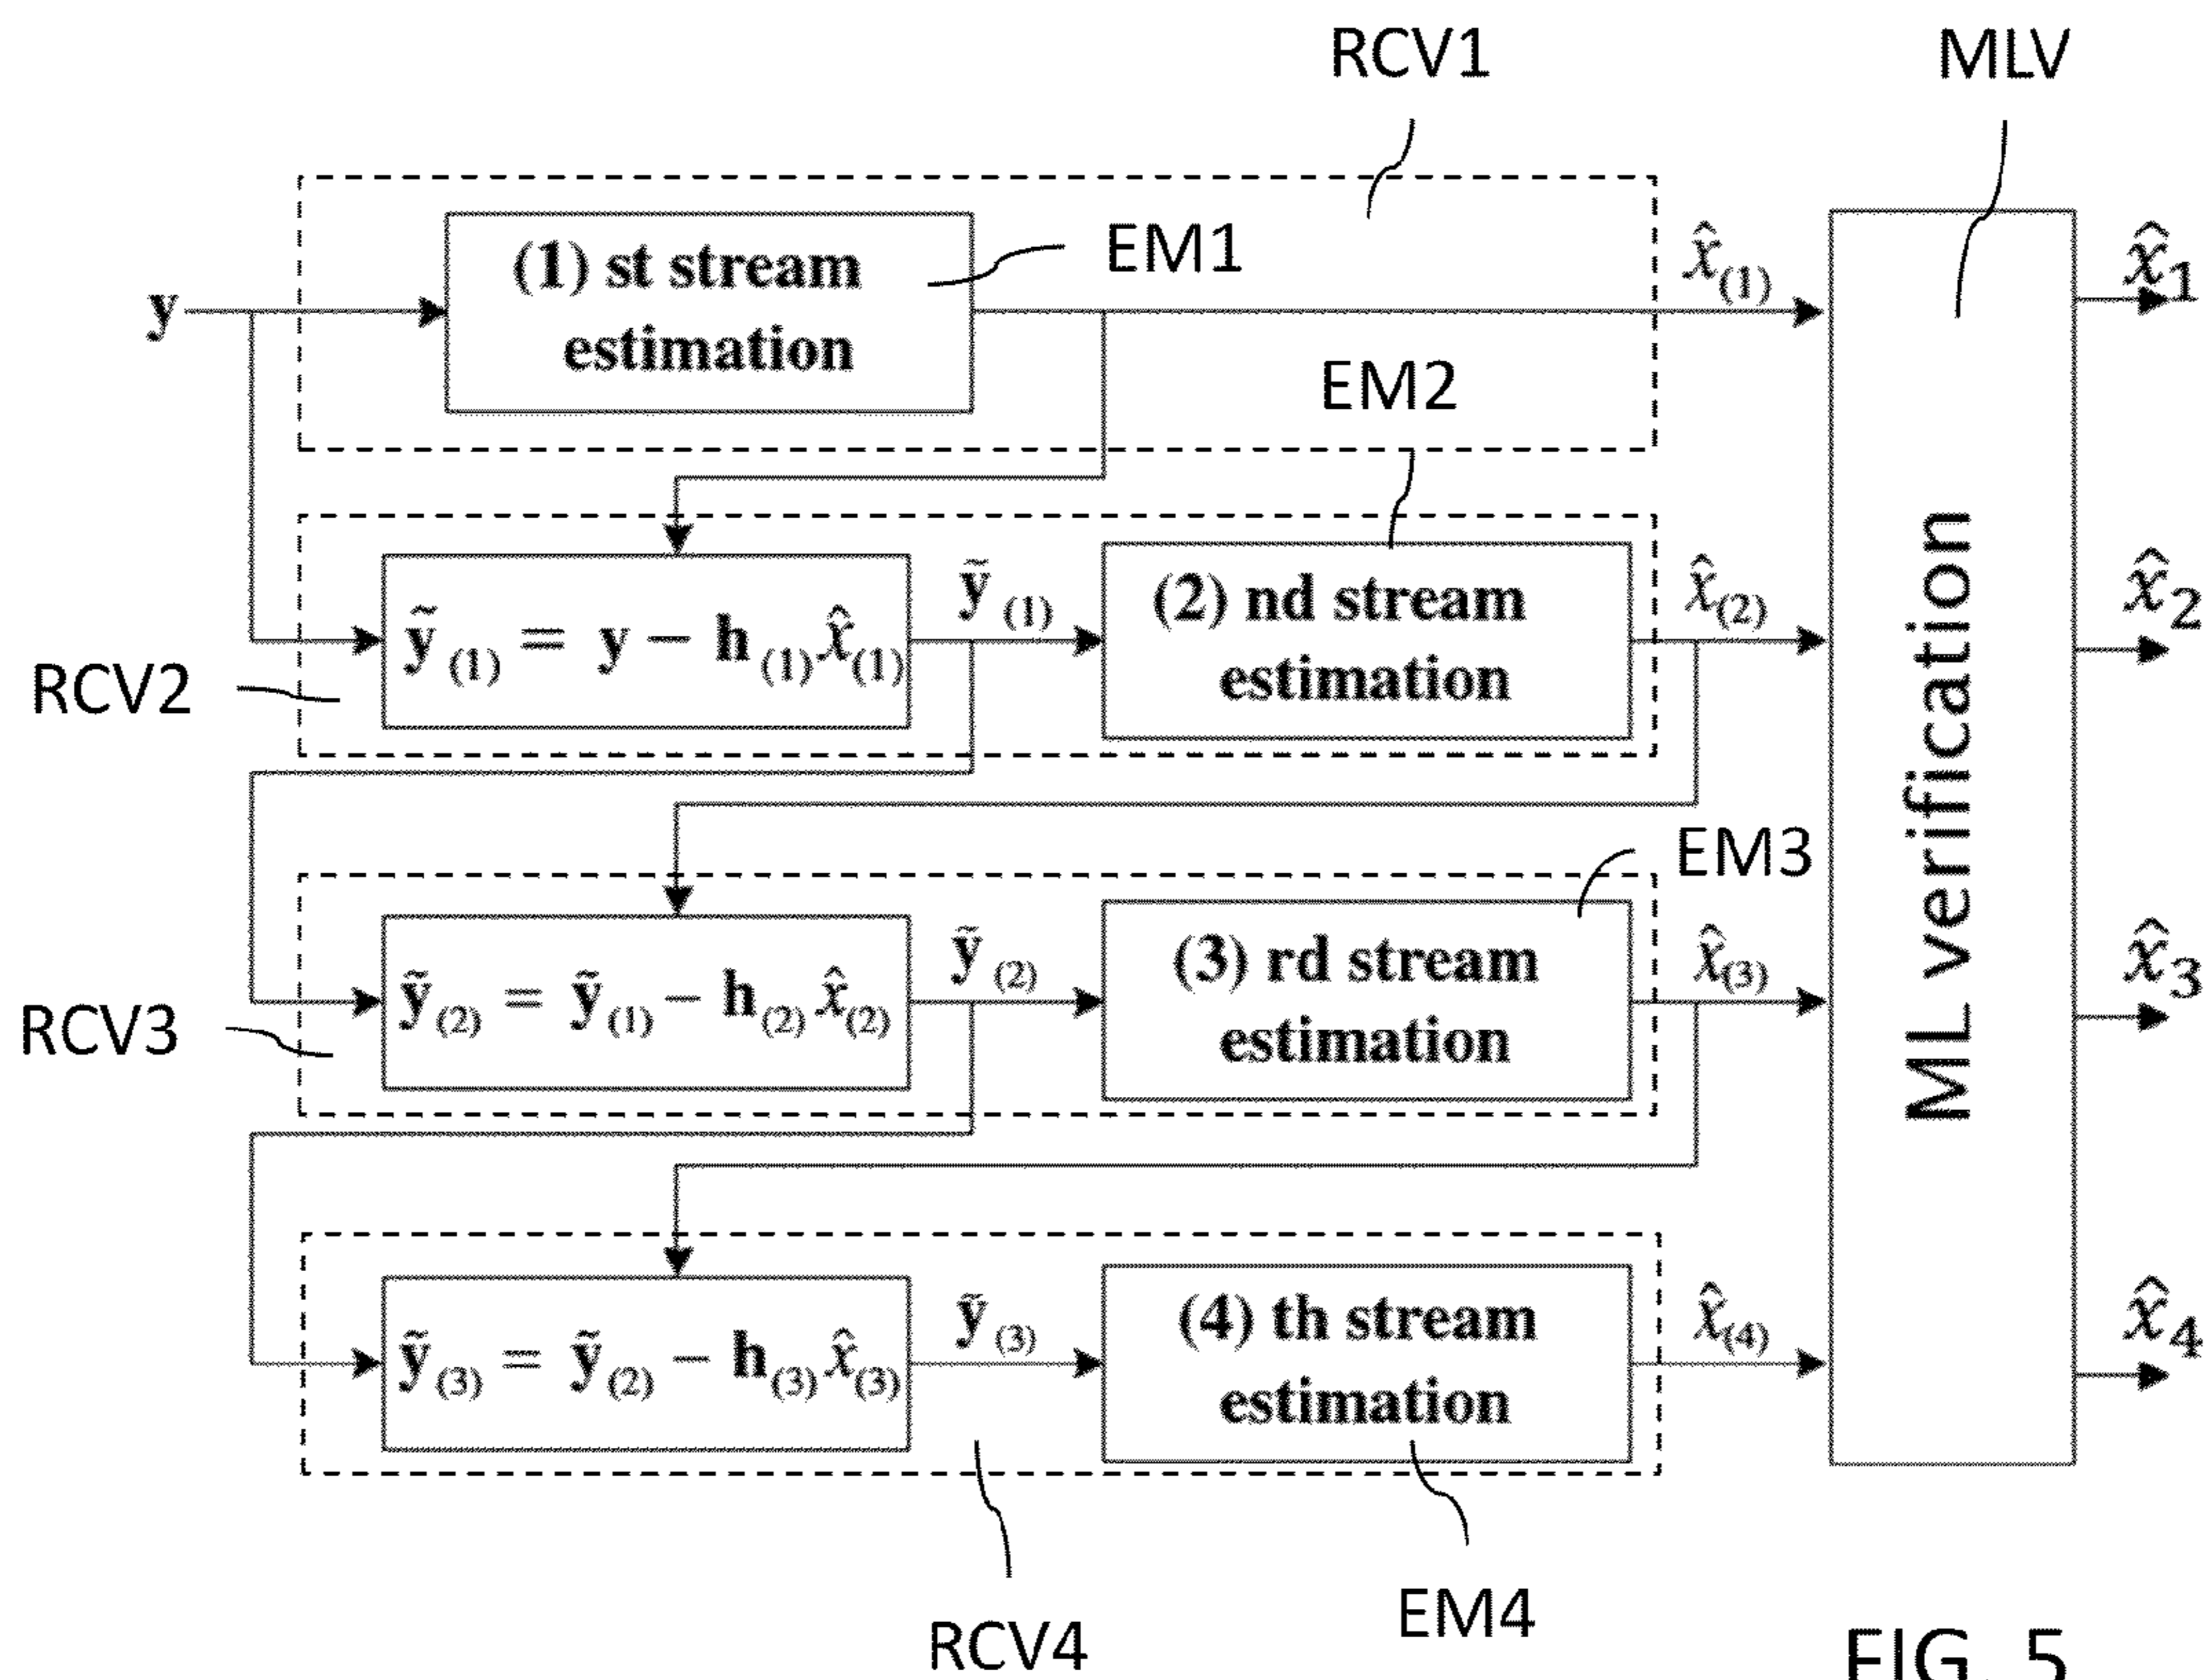 RCV1
MLV
(1) st stream
estimation
EM1
x̂(1)
x̂1
y
EM2
ỹ(1) = y − h(1)x̂(1)
ỹ(1)
(2) nd stream
estimation
x̂(2)
x̂2
RCV2
ML verification
EM3
ỹ(2) = ỹ(1) − h(2)x̂(2)
ỹ(2)
(3) rd stream
estimation
x̂(3)
x̂3
RCV3
ỹ(3) = ỹ(2) − h(3)x̂(3)
ỹ(3)
(4) th stream
estimation
x̂(4)
x̂4
RCV4
EM4
FIG. 5